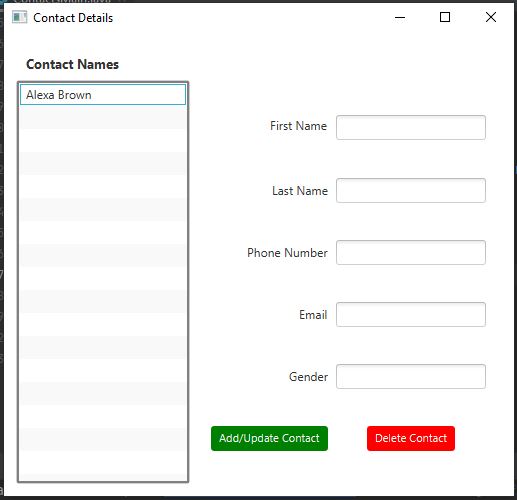 Contact Details
Contact Names
Alexa Brown
First Name
Last Name
Phone Number
Email
Gender
Add/Update Contact
Delete Contact